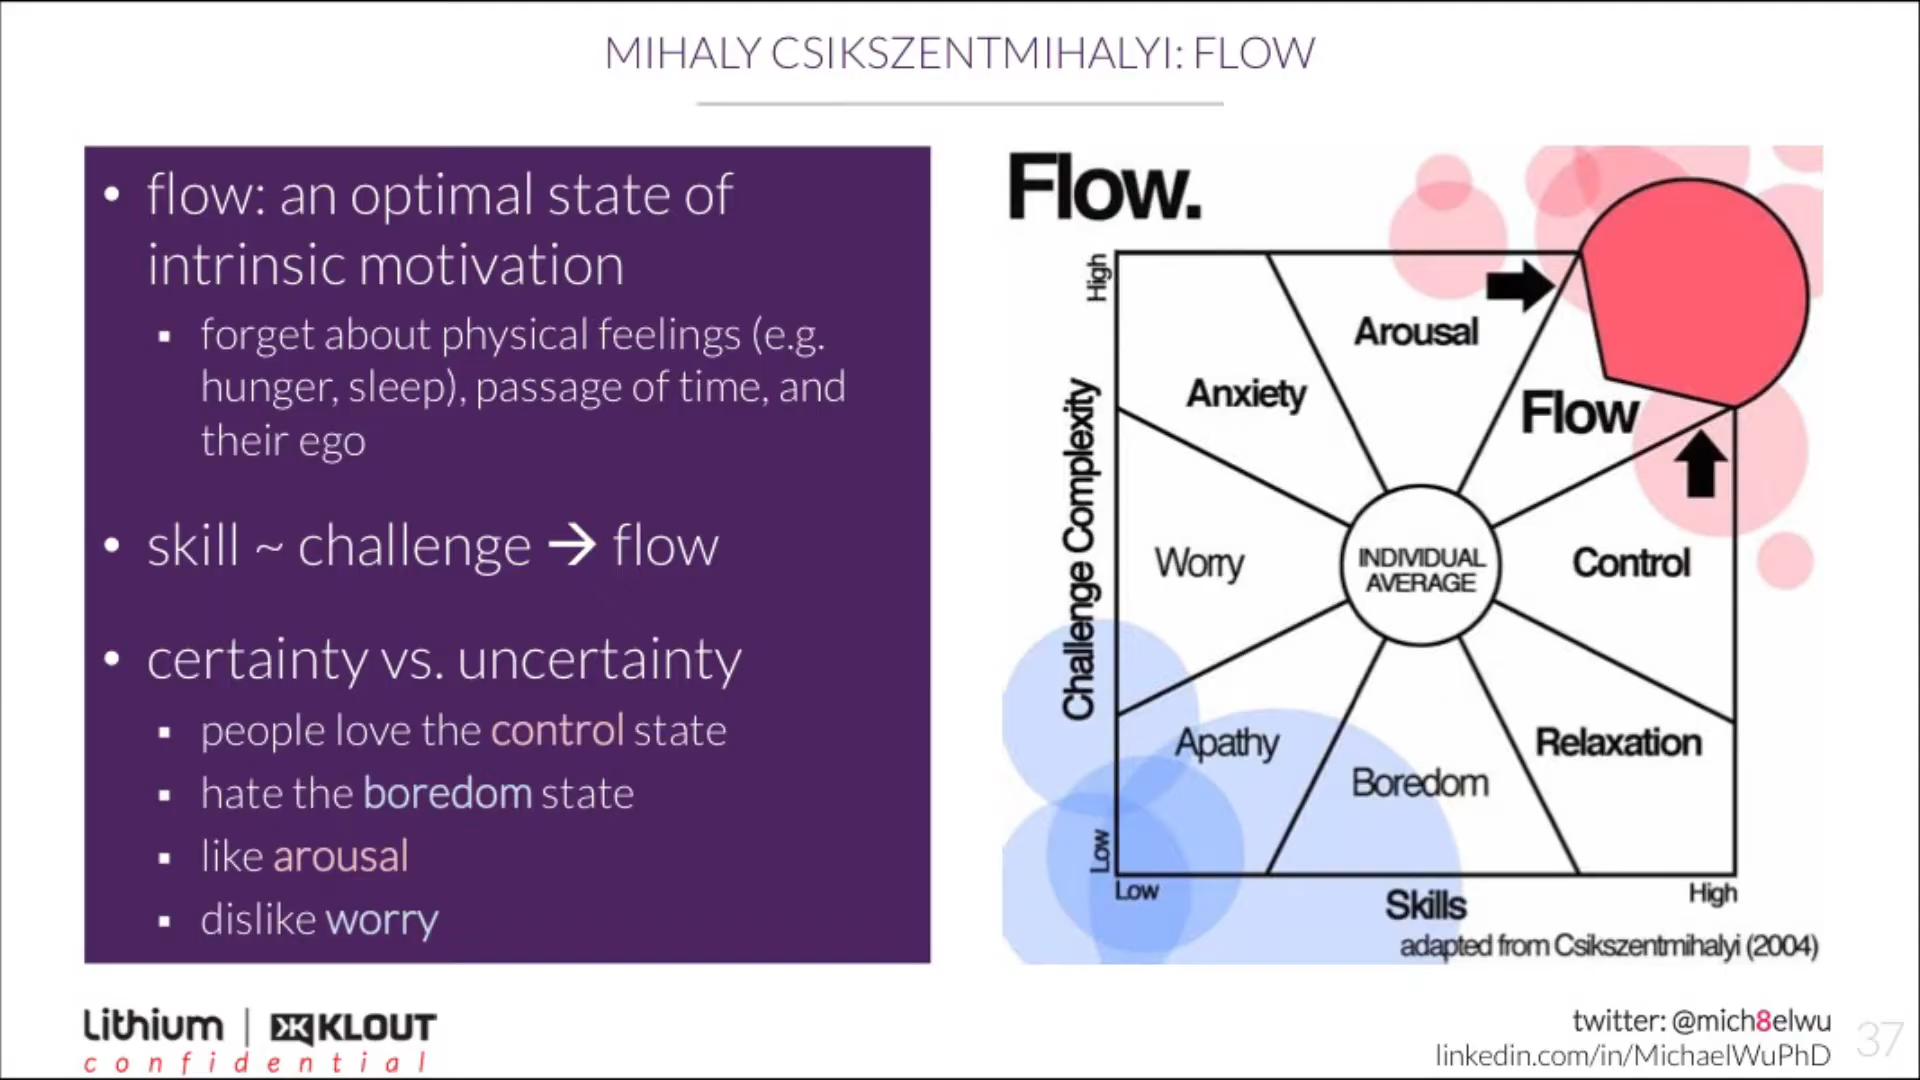 MIHALY CSIKSZENTMIHALYI: FLOW
• flow: an optimal state of
intrinsic motivation
▪ forget about physical feelings (e.g.
hunger, sleep), passage of time, and
their ego
• skill ~ challenge → flow
• certainty vs. uncertainty
▪ people love the control state
▪ hate the boredom state
▪ like arousal
▪ dislike worry
Flow.
High
Challenge Complexity
Low
Arousal
Anxiety
Flow
Worry
INDIVIDUAL
AVERAGE
Control
Apathy
Boredom
Relaxation
Low
Skills
High
adapted from Csikszentmihalyi (2004)
Lithium | KLOUT
confidential
twitter: @mich8elwu
linkedin.com/in/MichaelWuPhD
37